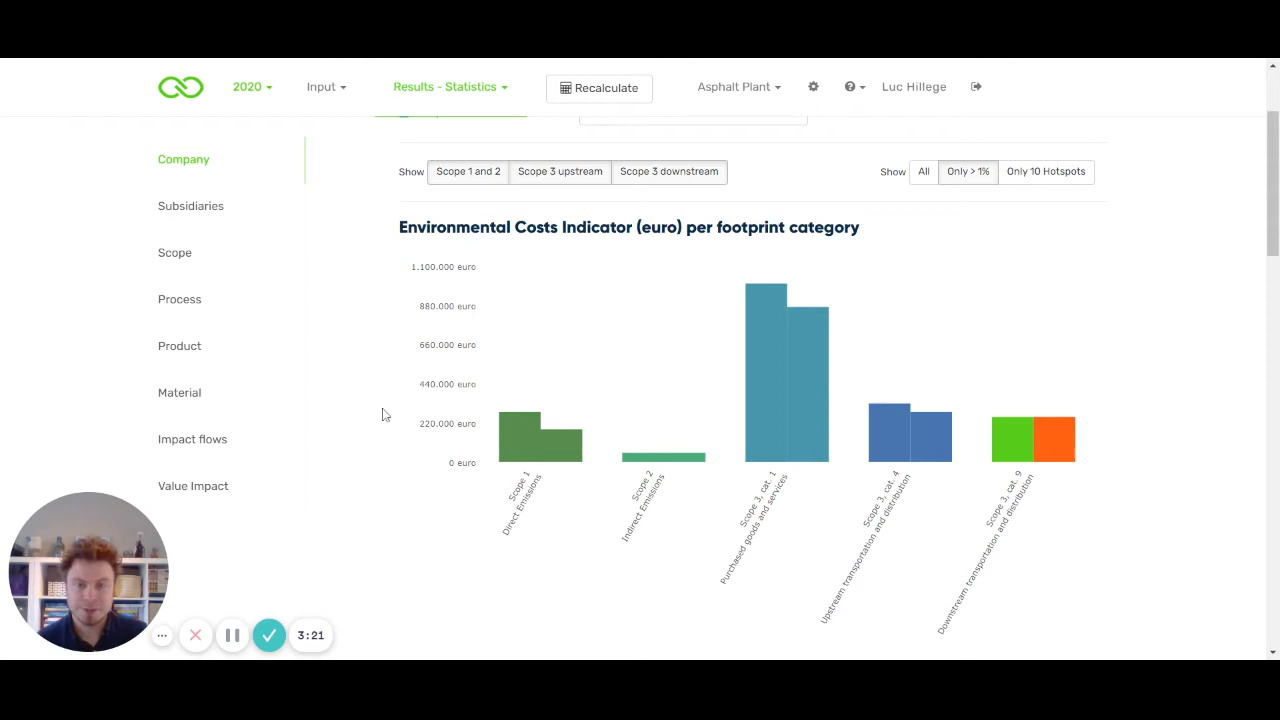 2020
Input
Results - Statistics
Recalculate
Asphalt Plant
Luc Hillege
Company
Subsidiaries
Scope
Process
Product
Material
Impact flows
Value Impact
Show
Scope 1 and 2
Scope 3 upstream
Scope 3 downstream
Show
All
Only > 1%
Only 10 Hotspots
Environmental Costs Indicator (euro) per footprint category
1.100.000 euro
880.000 euro
660.000 euro
440.000 euro
220.000 euro
0 euro
Scope 1
Direct Emissions
Scope 2
Indirect Emissions
Scope 3, cat. 1
Purchased goods and services
Scope 3, cat. 4
Upstream transportation and distribution
Scope 3, cat. 9
Downstream transportation and distribution
3:21